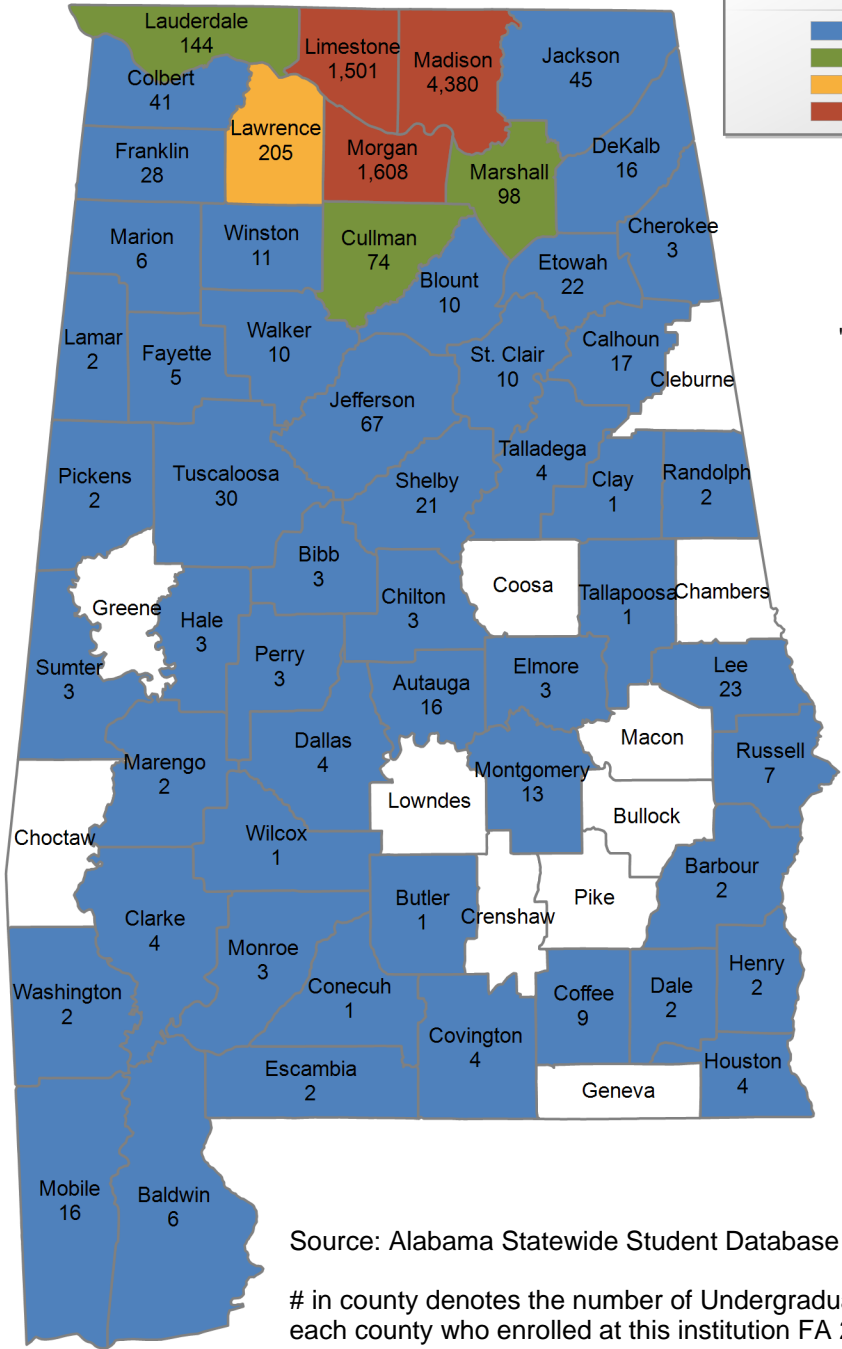 Lauderdale
144
Limestone
1,501
Madison
4,380
Jackson
45
Colbert
41
Lawrence
205
Morgan
1,608
Franklin
28
DeKalb
16
Marshall
98
Cherokee
3
Marion
6
Winston
11
Cullman
74
Etowah
22
Blount
10
Lamar
2
Fayette
5
Walker
10
St. Clair
10
Calhoun
17
Cleburne
Jefferson
67
Talladega
4
Pickens
2
Tuscaloosa
30
Shelby
21
Clay
1
Randolph
2
Bibb
3
Coosa
Tallapoosa
1
Chambers
Greene
Hale
3
Chilton
3
Perry
3
Elmore
3
Lee
23
Sumter
3
Autauga
16
Macon
Marengo
2
Dallas
4
Montgomery
13
Russell
7
Lowndes
Bullock
Choctaw
Wilcox
1
Barbour
2
Clarke
4
Butler
1
Crenshaw
Pike
Monroe
3
Washington
2
Conecuh
1
Coffee
9
Dale
2
Henry
2
Covington
4
Escambia
2
Houston
4
Geneva
Mobile
16
Baldwin
6
Source: Alabama Statewide Student Database
# in county denotes the number of
each county who enrolled at this institution FA